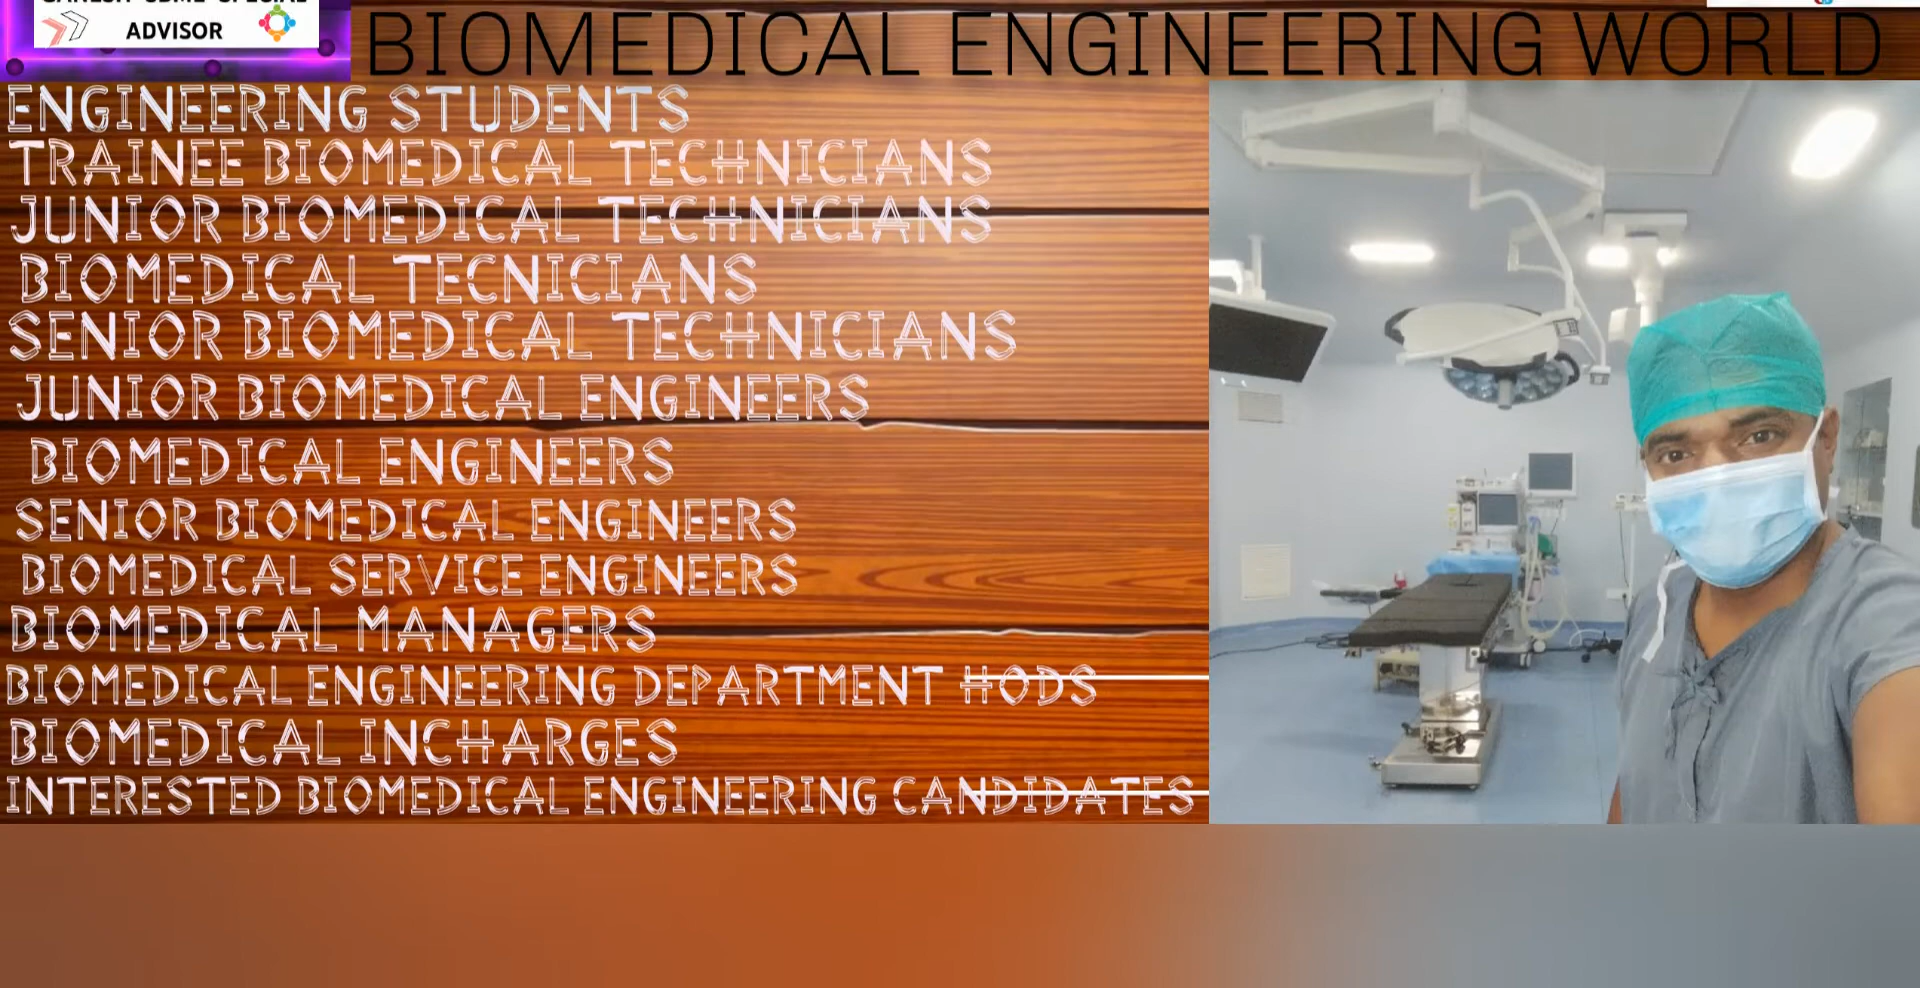 ADVISOR
BIOMEDICAL ENGINEERING WORLD
ENGINEERING STUDENTS
TRAINEE BIOMEDICAL TECHNICIANS
JUNIOR BIOMEDICAL TECHNICIANS
BIOMEDICAL TECNICIANS
SENIOR BIOMEDICAL TECHNICIANS
JUNIOR BIOMEDICAL ENGINEERS
BIOMEDICAL ENGINEERS
SENIOR BIOMEDICAL ENGINEERS
BIOMEDICAL SERVICE ENGINEERS
BIOMEDICAL MANAGERS
BIOMEDICAL ENGINEERING DEPARTMENT HODS
BIOMEDICAL INCHARGES
INTERESTED BIOMEDICAL ENGINEERING CANDIDATES